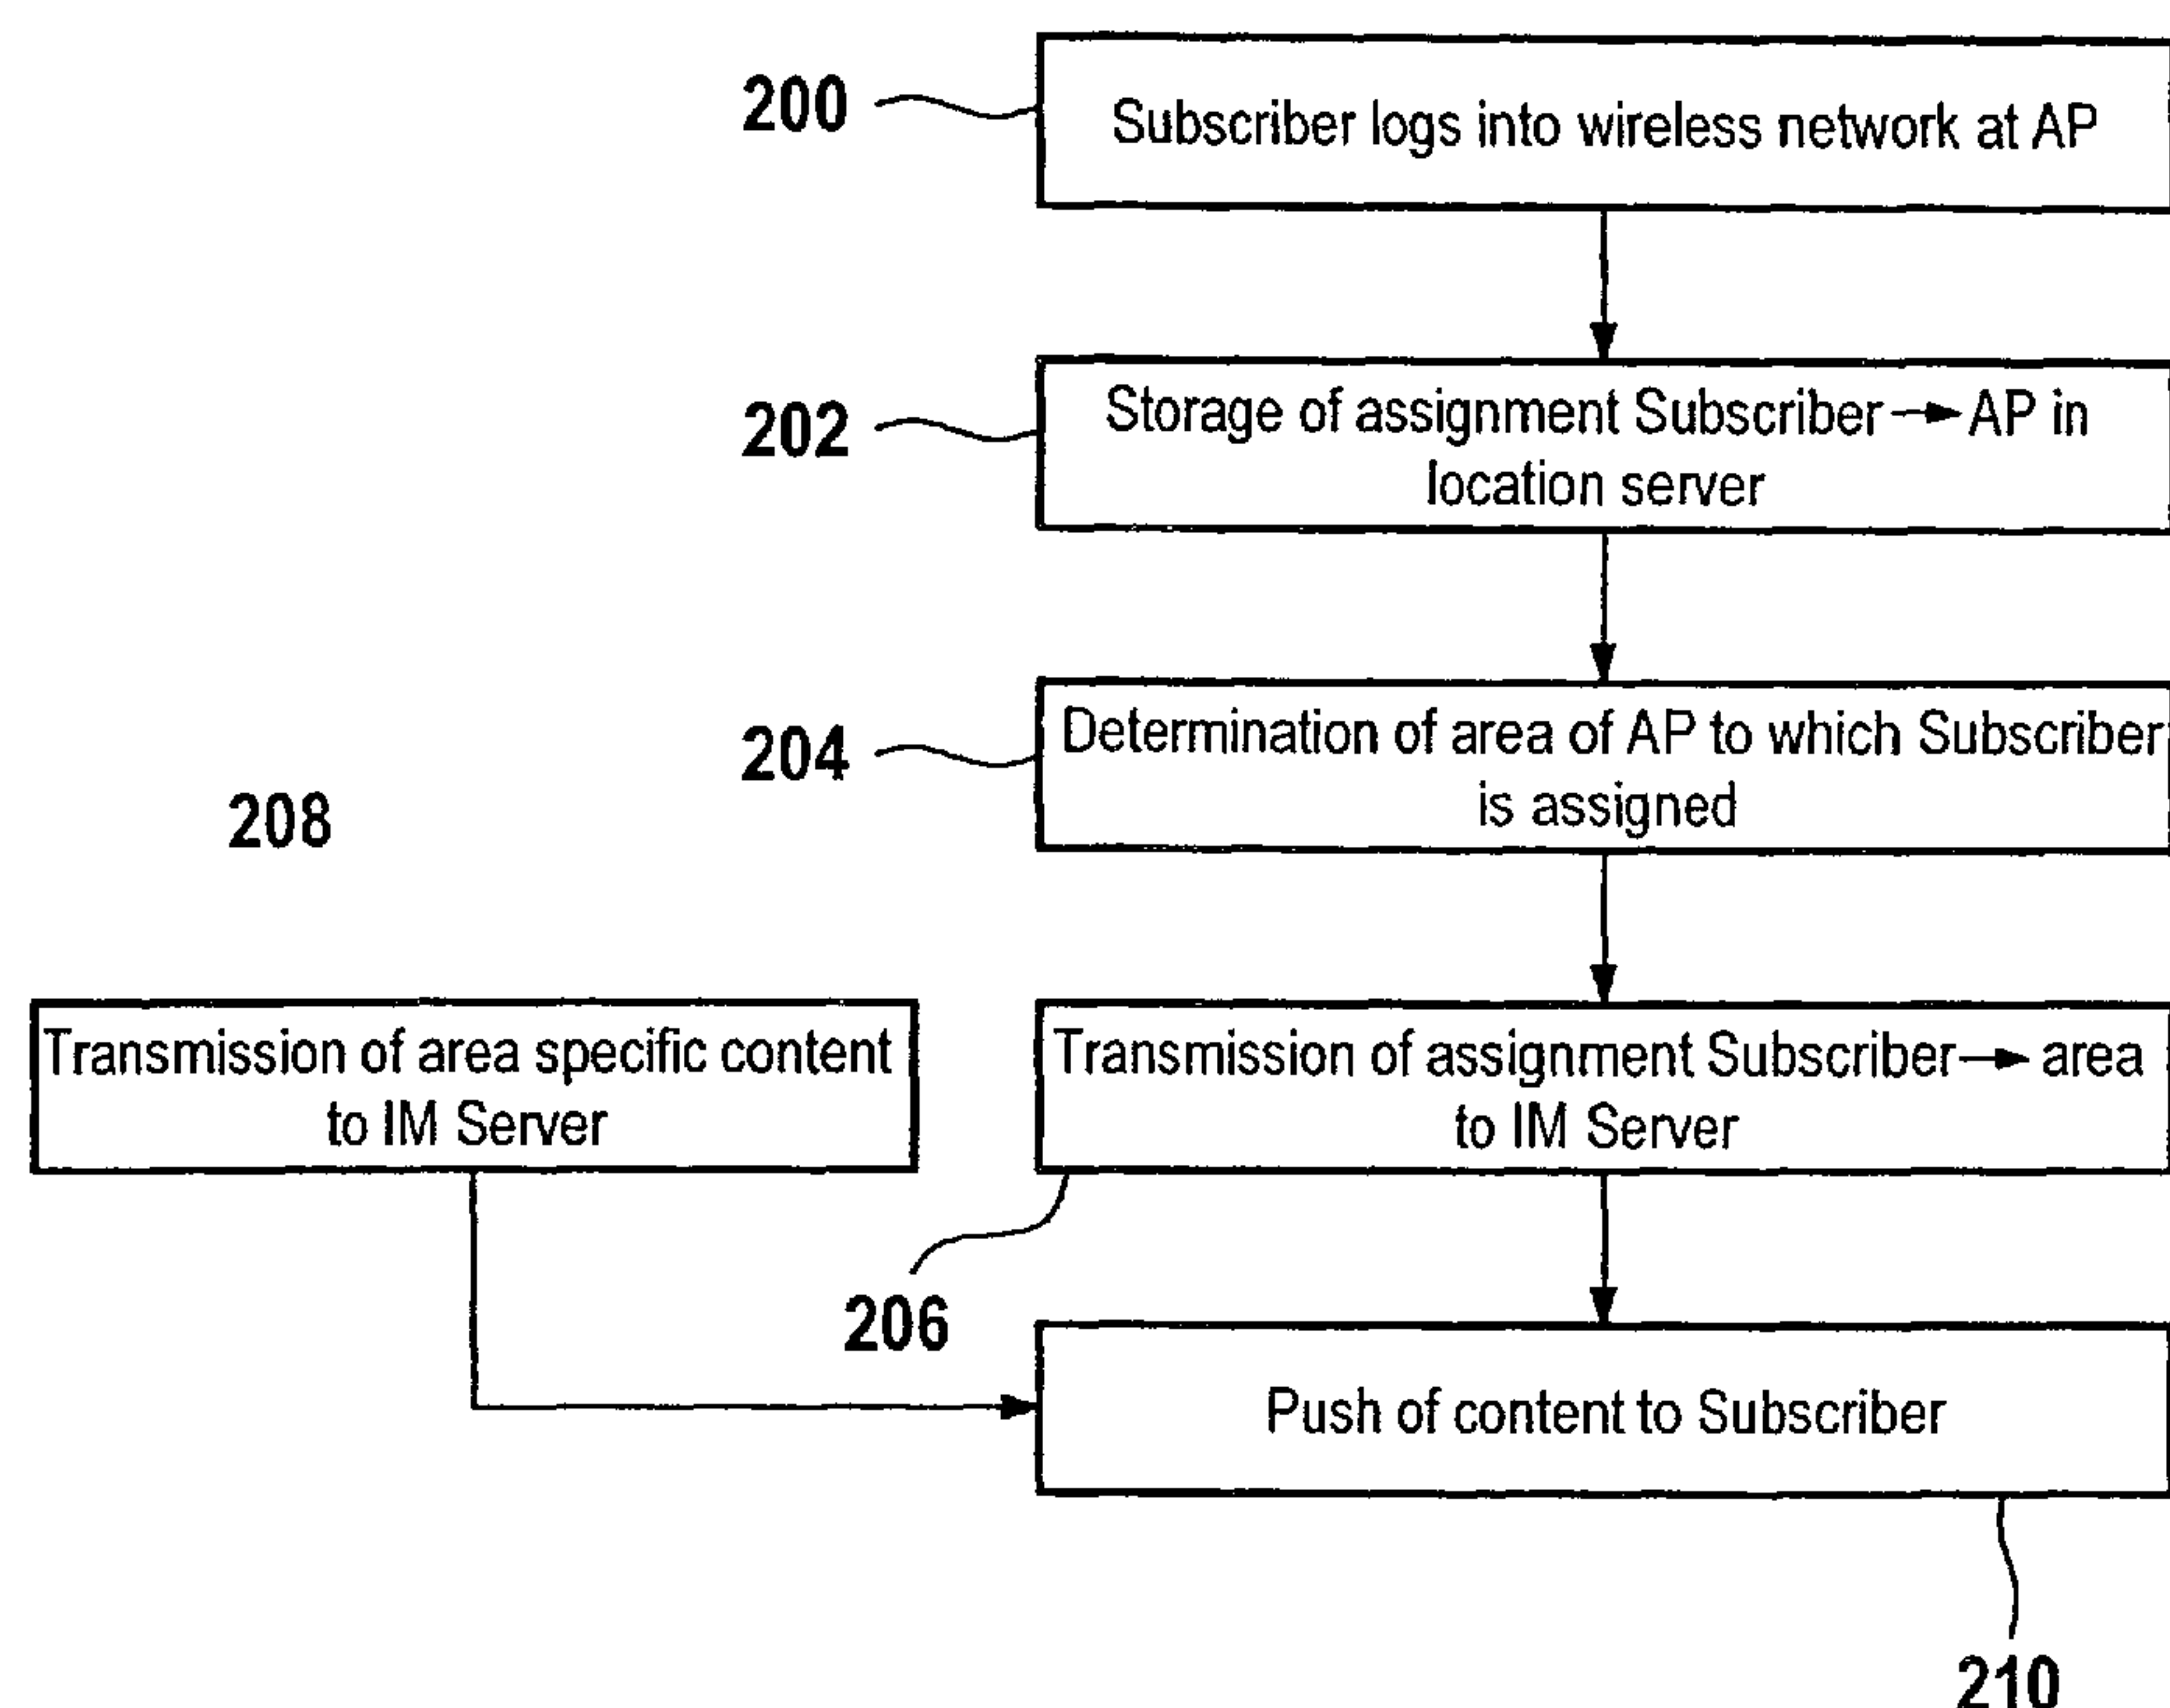 200
Subscriber logs into wireless network at AP
202
Storage of assignment Subscriber → AP in
location server
204
Determination of area of AP to which Subscriber
is assigned
208
Transmission of area specific content
to IM Server
Transmission of assignment Subscriber → area
to IM Server
206
Push of content to Subscriber
210